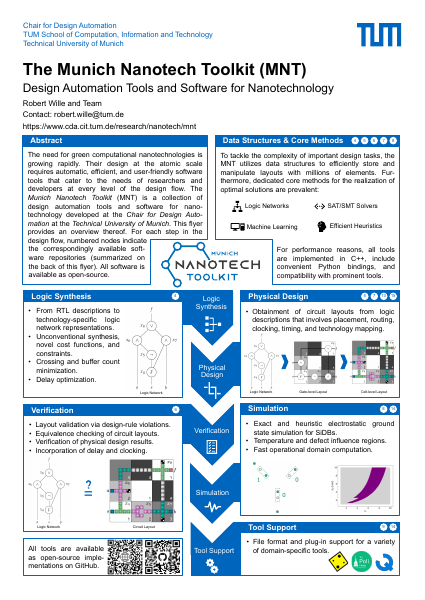 Chair for Design Automation
TUM School of Computation, Information and Technology
Technical University of Munich
TUM
The Munich Nanotech Toolkit (MNT)
Design Automation Tools and Software for Nanotechnology
Robert Wille and Team
Contact: robert.wille@tum.de
https://www.cda.cit.tum.de/research/nanotech/mnt
Abstract
The need for green computational nanotechnologies is
growing rapidly. Their design at the atomic scale
requires automatic, efficient, and user-friendly software
tools that cater to the needs of researchers and
developers at every level of the design flow. The
Munich Nanotech Toolkit (MNT) is a collection of
design automation tools and software for nano-
technology developed at the Chair for Design Auto-
mation at the Technical University of Munich. This flyer
provides an overview thereof. For each step in the
design flow, numbered nodes indicate
the correspondingly available soft-
ware repositories (summarized on
the back of this flyer). All software is
available as open-source.
Data Structures & Core Methods
To tackle the complexity of important design tasks, the
MNT utilizes data structures to efficiently store and
manipulate layouts with millions of elements. Fur-
thermore, dedicated core methods for the realization of
optimal solutions are prevalent:
Logic Networks
SAT/SMT Solvers
Machine Learning
Efficient Heuristics
For performance reasons, all tools
are implemented in C++, include
convenient Python bindings, and
compatibility with prominent tools.
MUNICH
NANOTECH
TOOLKIT
Logic Synthesis
• From RTL descriptions to
technology-specific logic
network representations.
• Unconventional synthesis,
novel cost functions, and
constraints.
• Crossing and buffer count
minimization.
• Delay optimization.
Logic Network
Logic
Synthesis
Physical Design
• Obtainment of circuit layouts from logic
descriptions that involves placement, routing,
clocking, timing, and technology mapping.
Logic Network
Gate-level Layout
Cell-level Layout
Physical
Design
Verification
• Layout validation via design-rule violations.
• Equivalence checking of circuit layouts.
• Verification of physical design results.
• Incorporation of delay and clocking.
?
=
Logic Network
Circuit Layout
Verification
Simulation
• Exact and heuristic electrostatic ground
state simulation for SiDBs.
• Temperature and defect influence regions.
• Fast operational domain computation.
1
1
0
Simulation
All tools are available
as open-source imple-
mentations on GitHub.
Tool Support
Tool Support
• File format and plug-in support for a variety
of domain-specific tools.